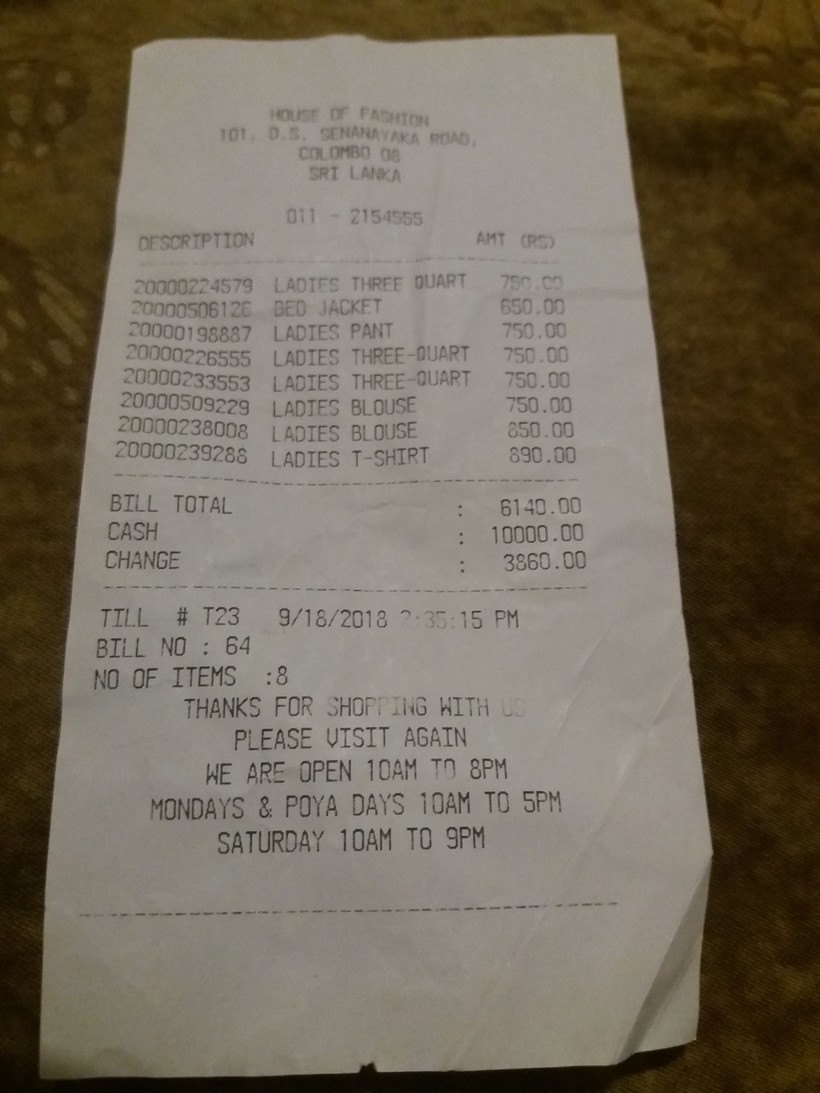 HOUSE OF FASHION
101, D.S. SENANAYAKA ROAD,
COLOMBO 08
SRI LANKA
011 - 2154555
DESCRIPTION AMT (RS)
20000224579 LADIES THREE QUART 750.00
20000506126 BED JACKET 650.00
20000198887 LADIES PANT 750.00
20000226555 LADIES THREE-QUART 750.00
20000233553 LADIES THREE-QUART 750.00
20000509229 LADIES BLOUSE 750.00
20000238008 LADIES BLOUSE 850.00
20000239288 LADIES T-SHIRT 890.00
BILL TOTAL : 6140.00
CASH : 10000.00
CHANGE : 3860.00
TILL # T23 9/18/2018 2:35:15 PM
BILL NO : 64
NO OF ITEMS :8
THANKS FOR SHOPPING WITH US
PLEASE VISIT AGAIN
WE ARE OPEN 10AM TO 8PM
MONDAYS & POYA DAYS 10AM TO 5PM
SATURDAY 10AM TO 9PM